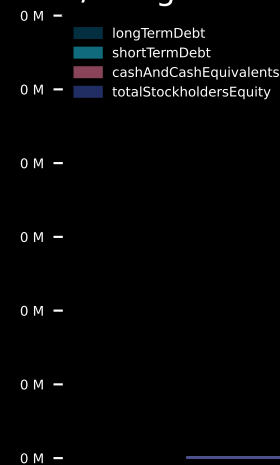 0 M
longTermDebt
shortTermDebt
cashAndCashEquivalents
0 M
totalStockholdersEquity
0 M
0 M
0 M
0 M
0 M